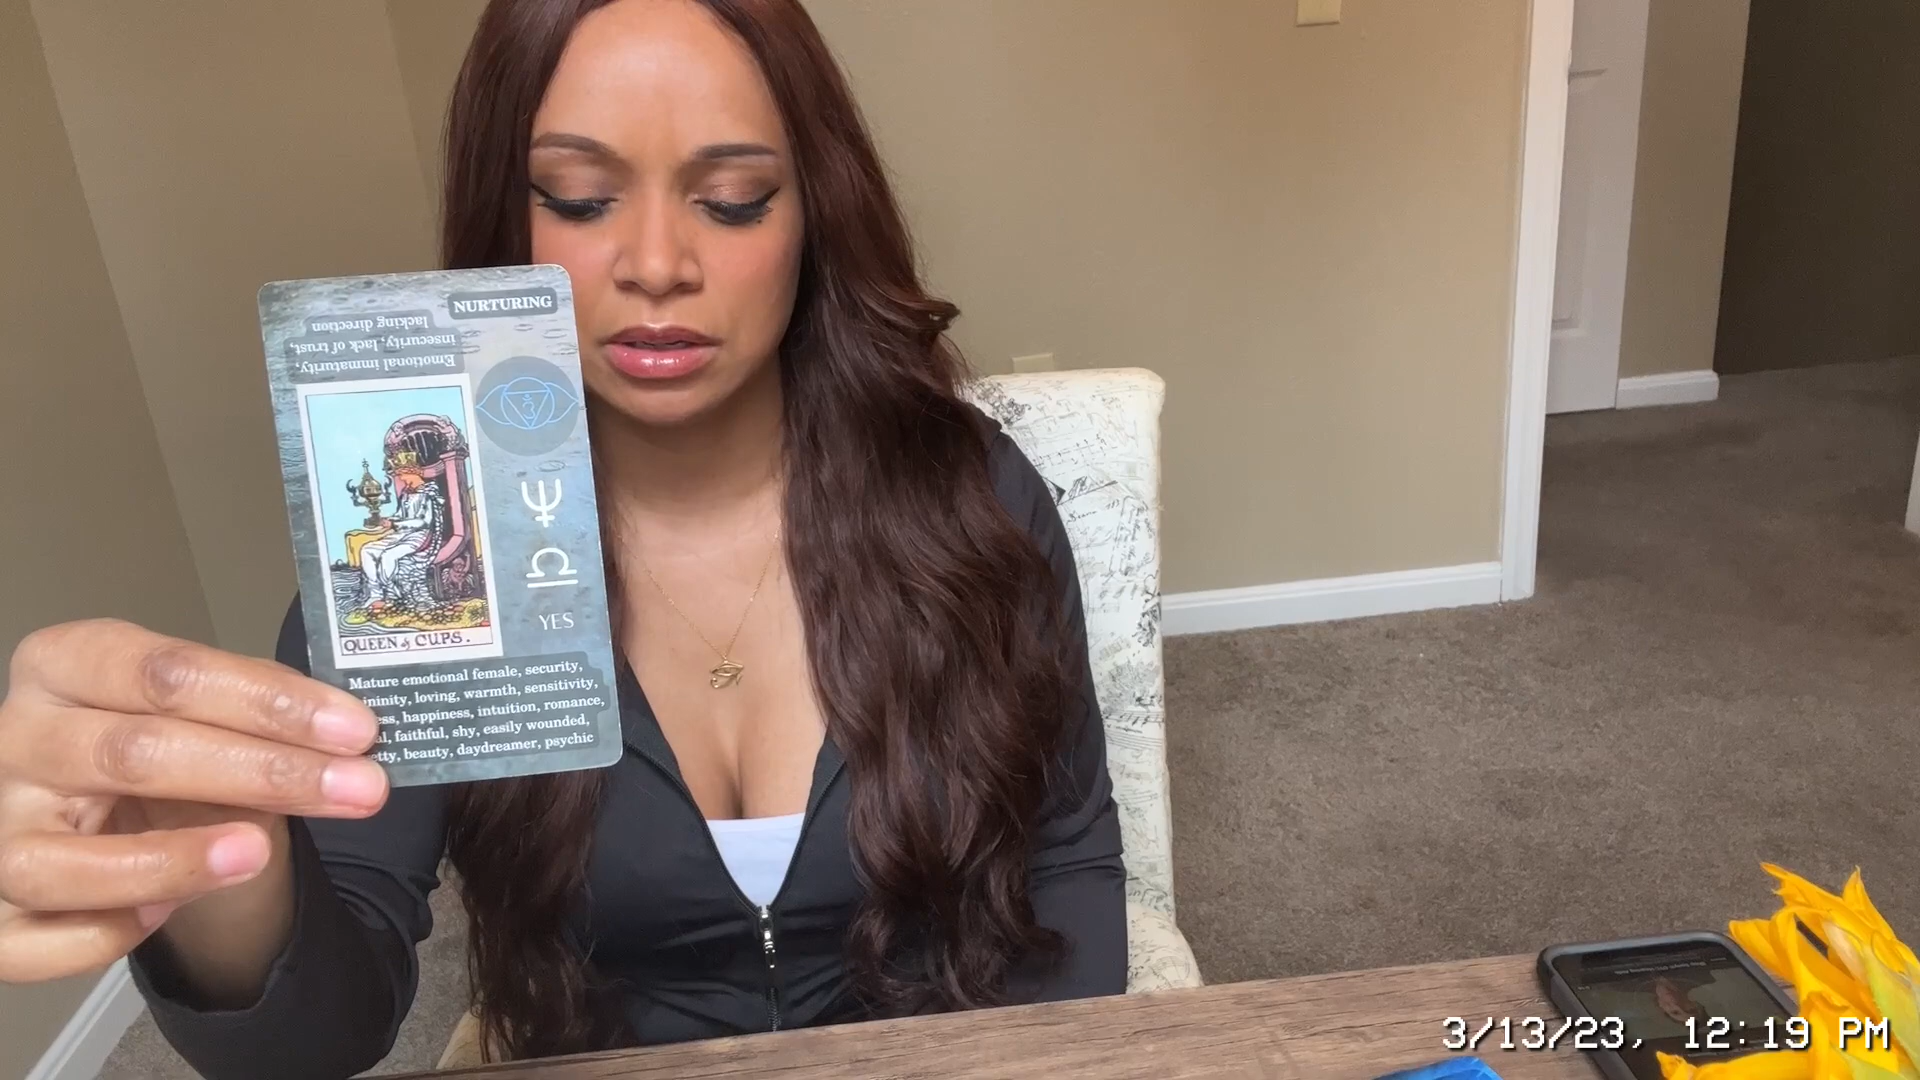 NURTURING
Emotional immaturity,
insecurity, lack of trust,
lacking direction
QUEEN of CUPS.
YES
Mature emotional female, security,
loving, warmth, sensitivity,
happiness, intuition, romance,
faithful, shy, easily wounded,
beauty, daydreamer, psychic
3/13/23, 12:19 PM